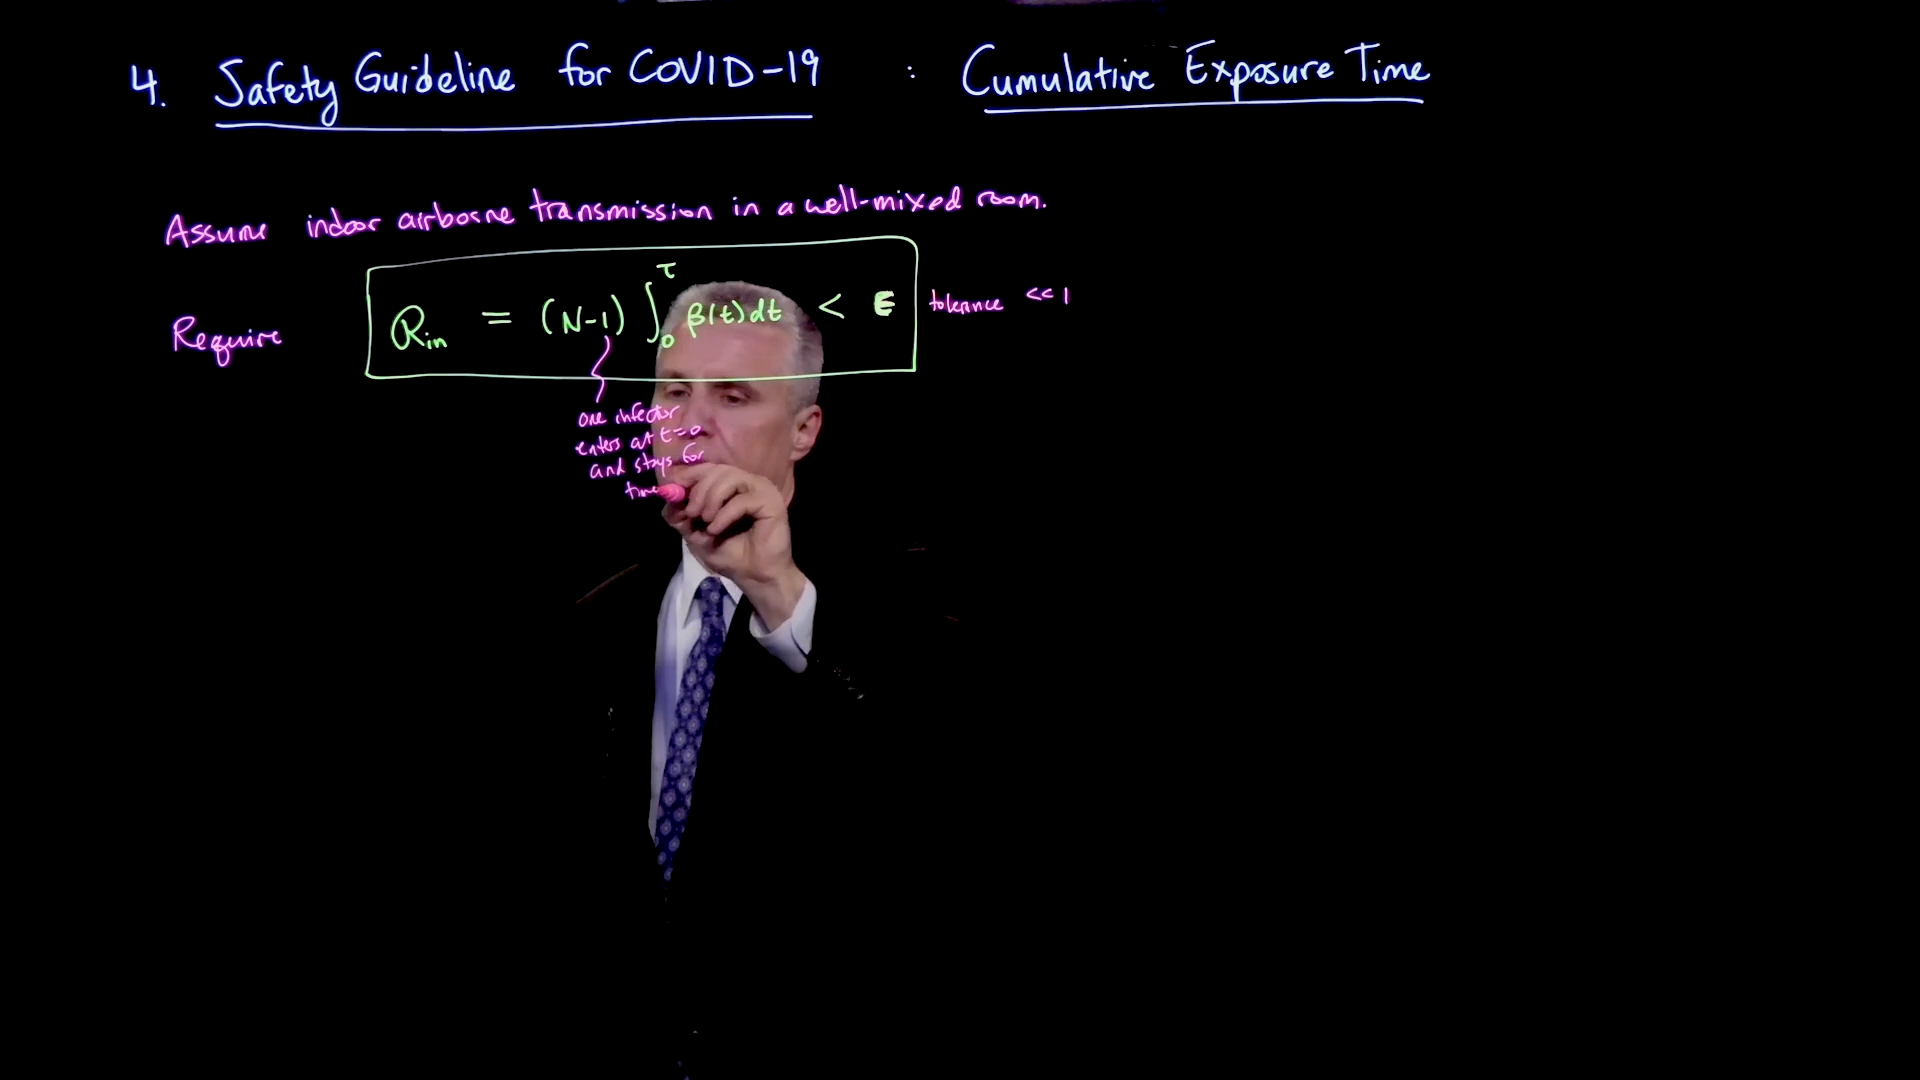 4. Safety Guideline for COVID-19 : Cumulative Exposure Time
Assume indoor airborne transmission in a well-mixed room.
Require R_in = (N-1) ∫_0^τ β(t)dt < ε tolerance << 1
one infector
enters at t=0
and stays for
time